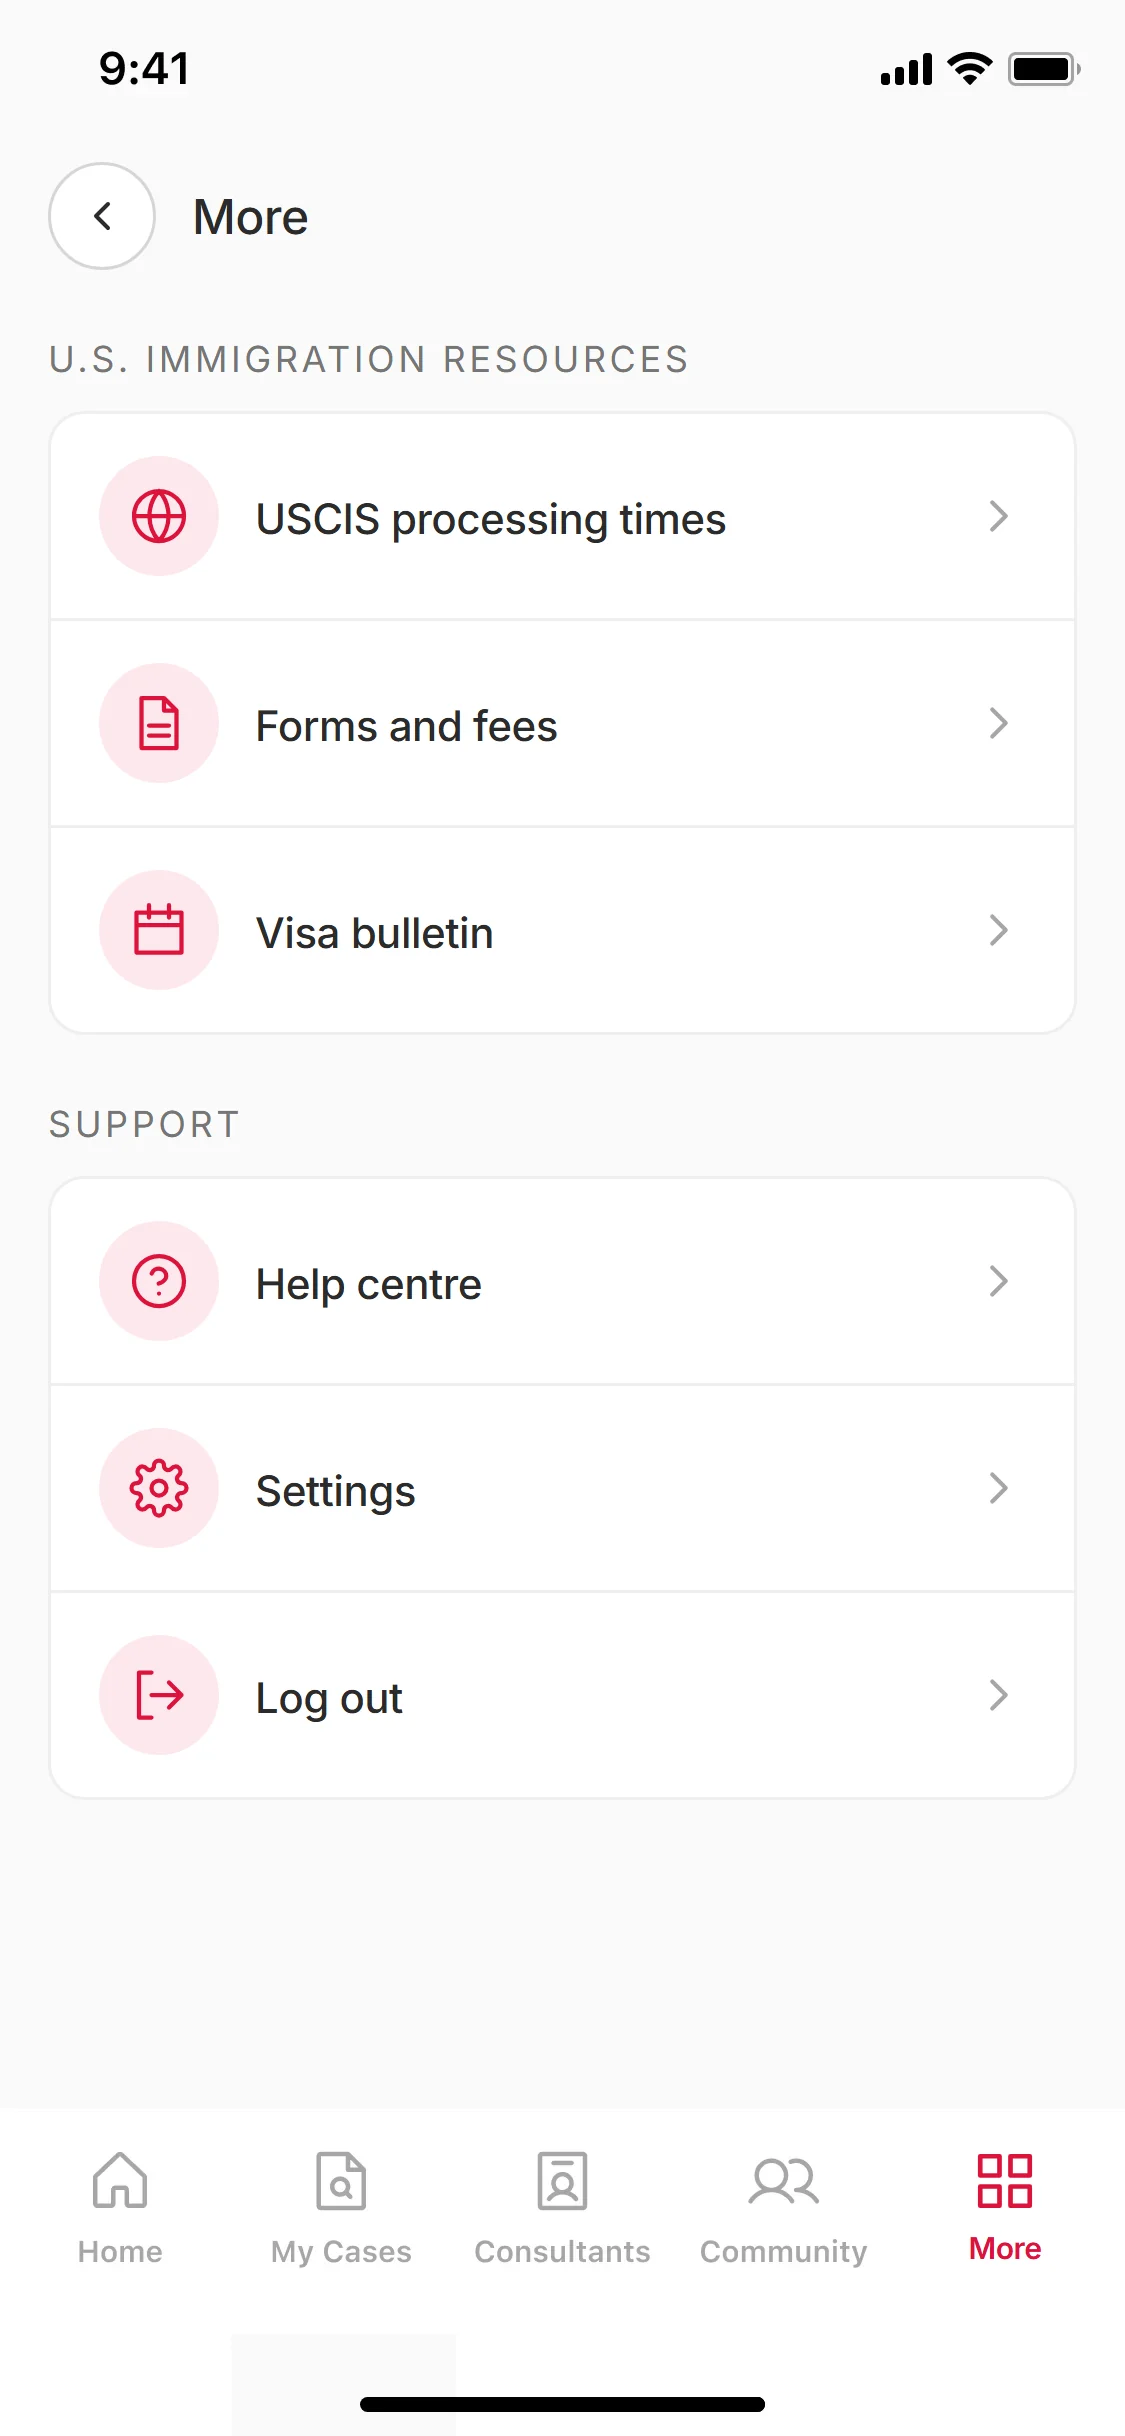 9:41
More
U.S. IMMIGRATION RESOURCES
USCIS processing times
Forms and fees
Visa bulletin
SUPPORT
Help centre
Settings
Log out
Home
My Cases
Consultants
Community
More